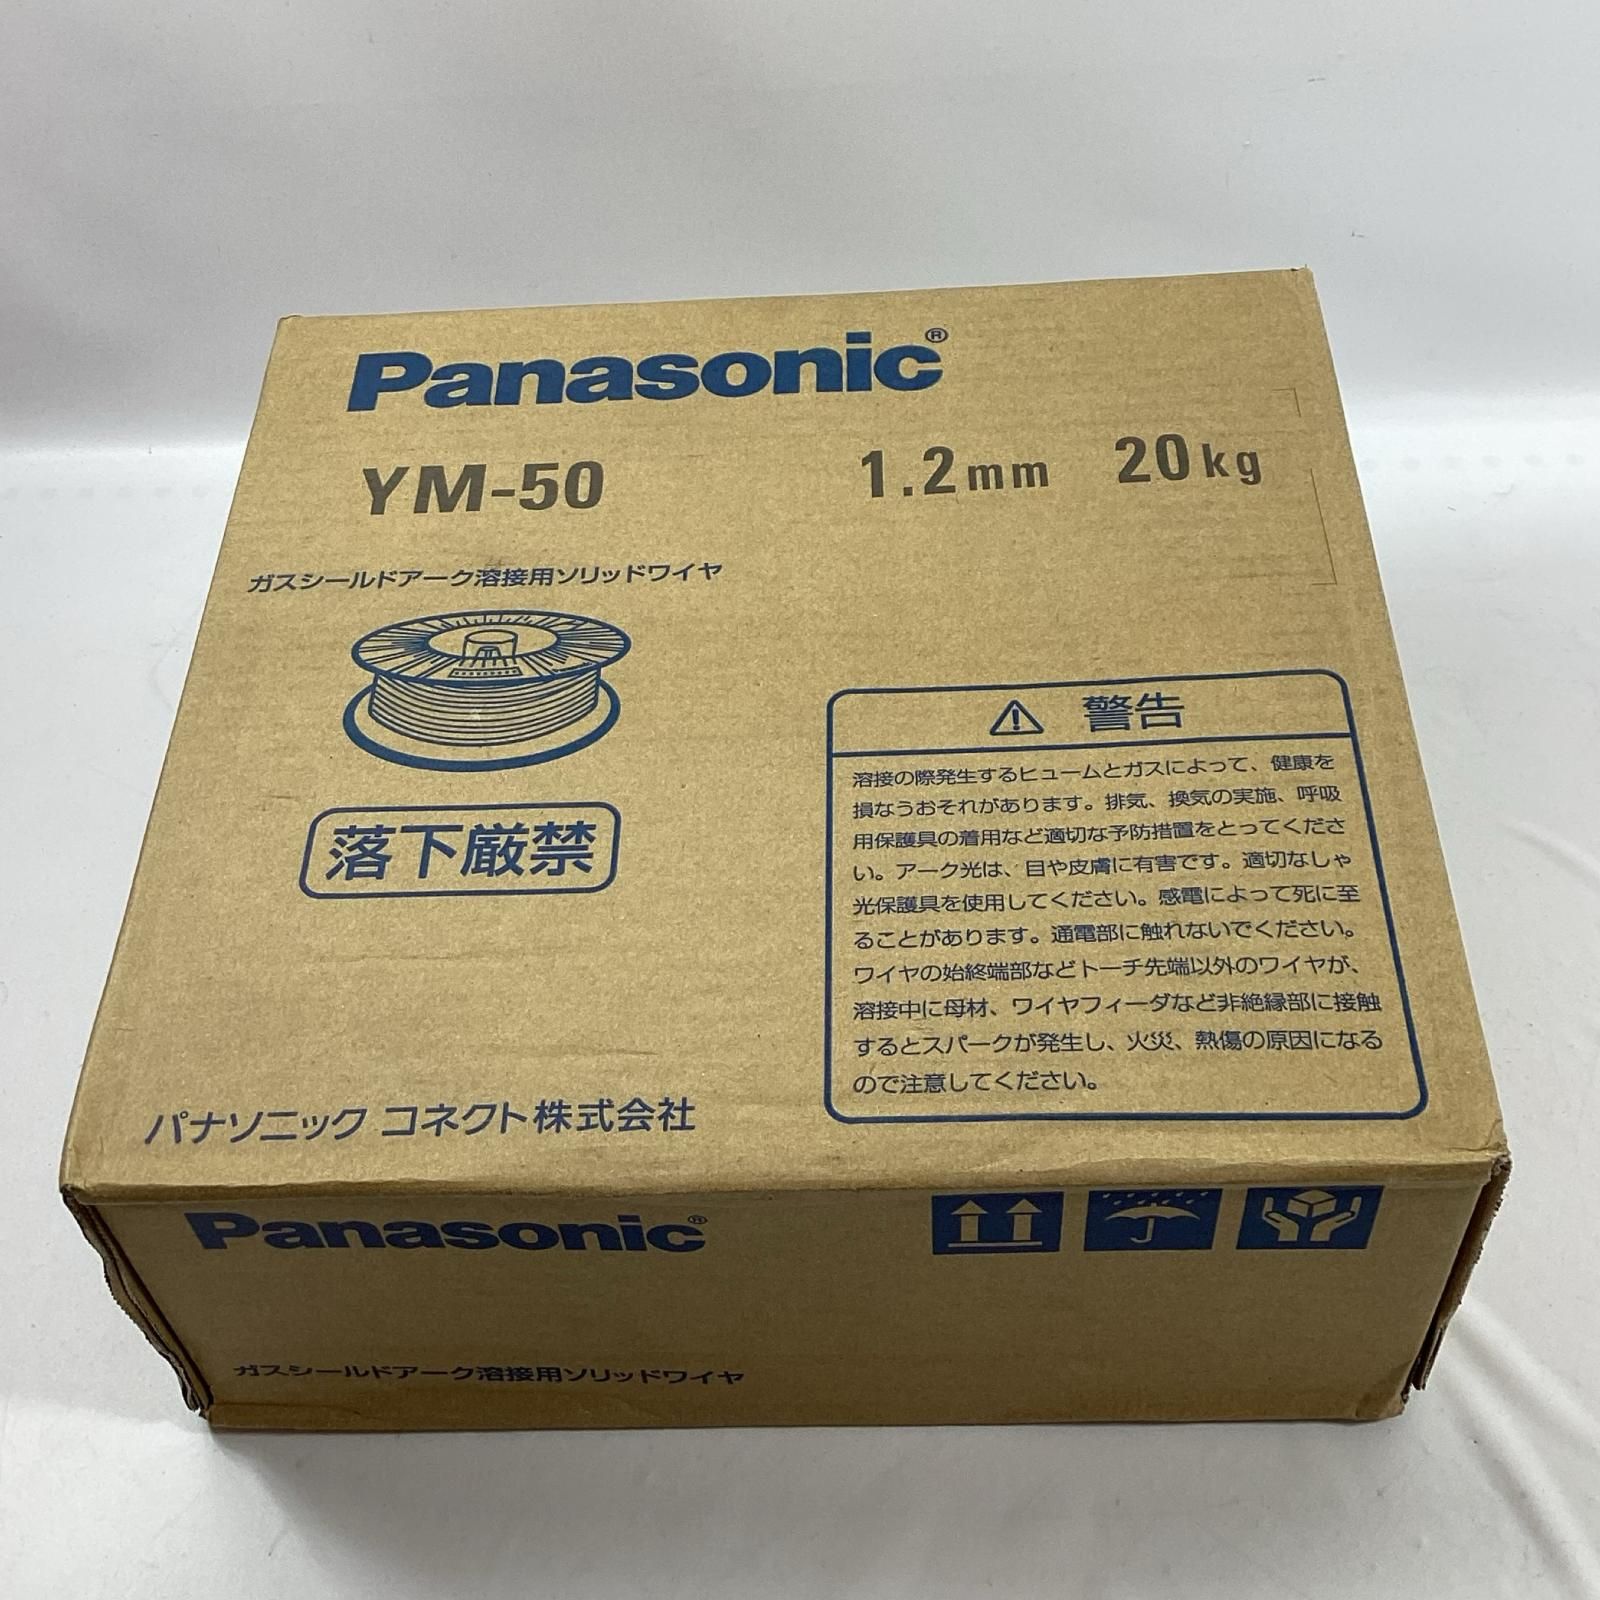 Panasonic®
YM-50 1.2mm 20kg
ガスシールドアーク溶接用ソリッドワイヤ
落下厳禁
警告
溶接の際発生するヒュームとガスによって、健康を
損なうおそれがあります。排気、換気の実施、呼吸
用保護具の着用など適切な予防措置をとってくださ
い。アーク光は、目や皮膚に有害です。適切なしゃ
光保護具を使用してください。感電によって死に至
ることがあります。通電部に触れないでください。
ワイヤの始終端部などトーチ先端以外のワイヤが、
溶接中に母材、ワイヤフィーダなど非絶縁部に接触
するとスパークが発生し、火災、熱傷の原因になる
ので注意してください。
パナソニック コネクト株式会社
Panasonic®
ガスシールドアーク溶接用ソリッドワイヤ